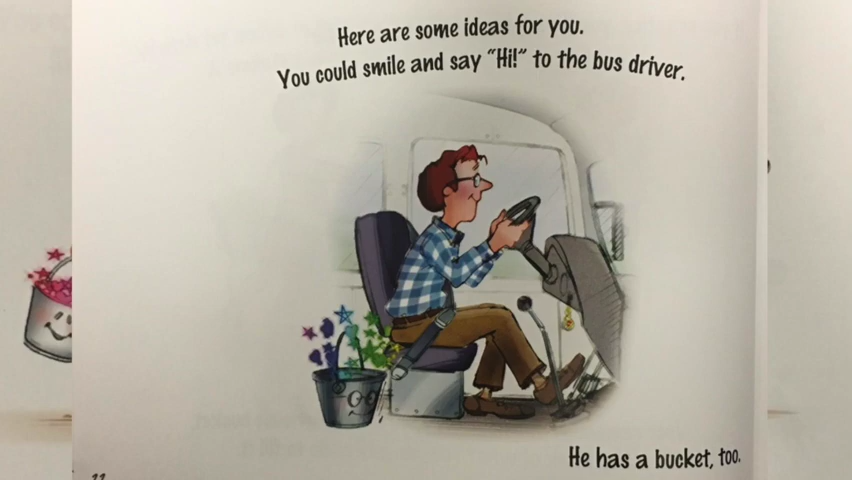 Here are some ideas for you.
You could smile and say “Hi!” to the bus driver.
He has a bucket, too.